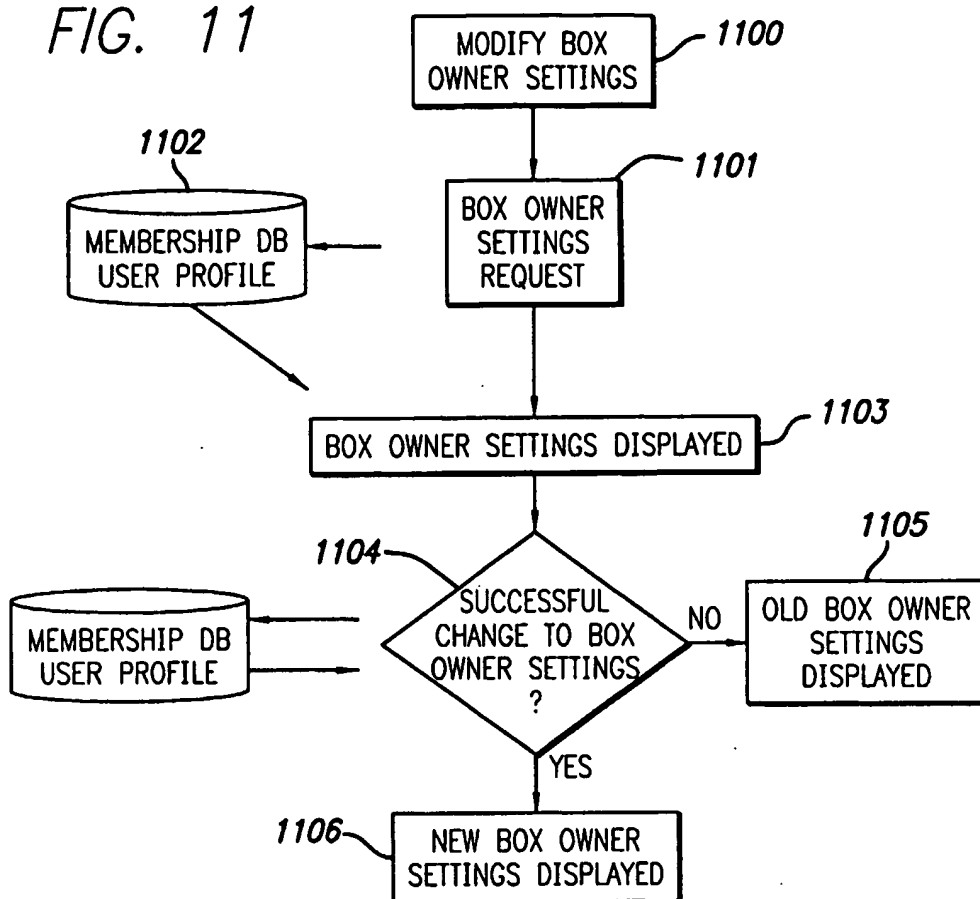 FIG. 11
MODIFY BOX
OWNER SETTINGS
1100
1102
MEMBERSHIP DB
USER PROFILE
1101
BOX OWNER
SETTINGS
REQUEST
1103
BOX OWNER SETTINGS DISPLAYED
1104
SUCCESSFUL
CHANGE TO BOX
OWNER SETTINGS
?
MEMBERSHIP DB
USER PROFILE
NO
1105
OLD BOX OWNER
SETTINGS
DISPLAYED
YES
1106
NEW BOX OWNER
SETTINGS DISPLAYED